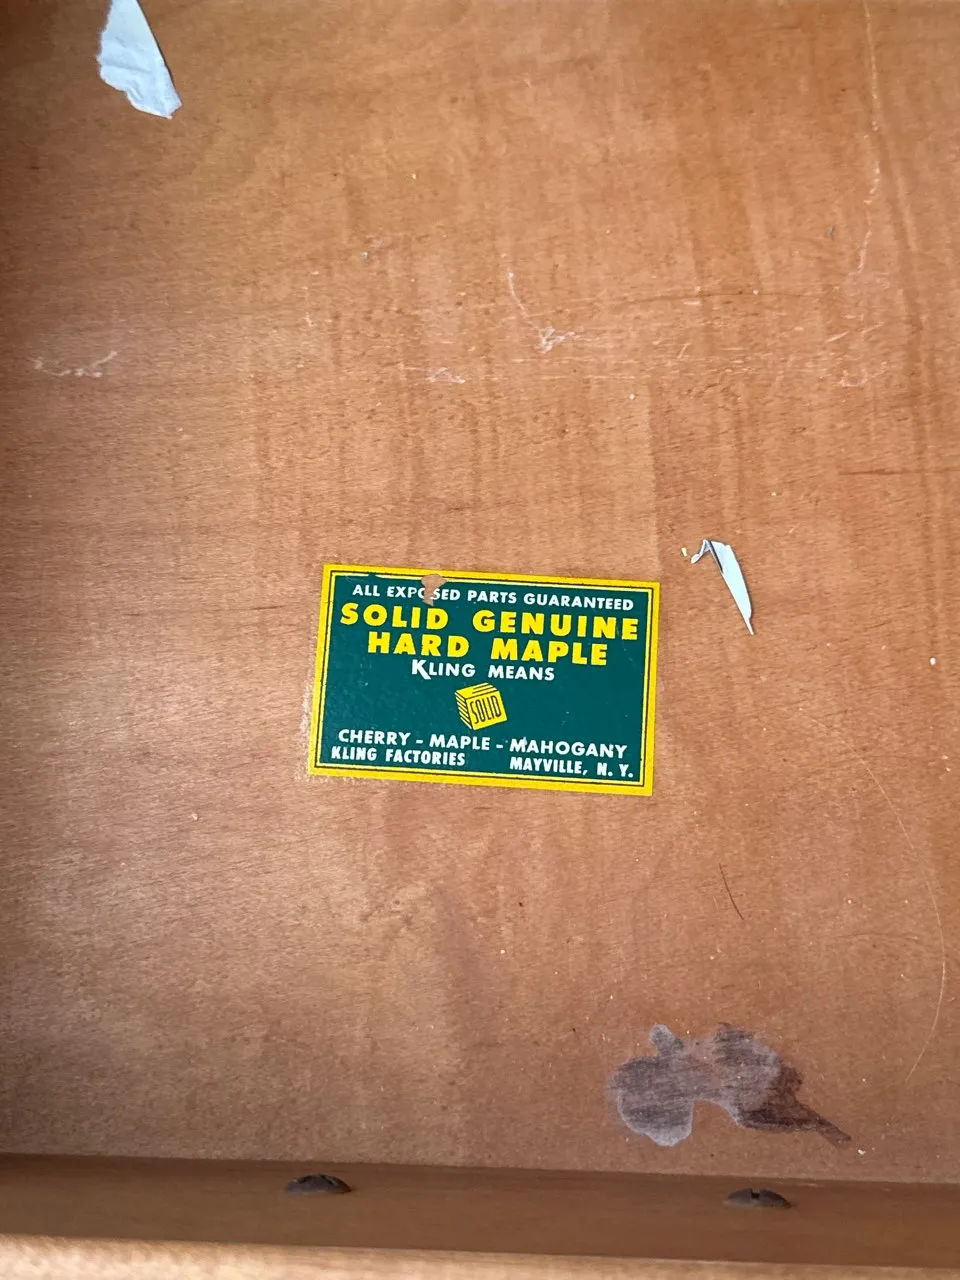 ALL EXPOSED PARTS GUARANTEED
SOLID GENUINE
HARD MAPLE
KLING MEANS
SOLID
CHERRY - MAPLE - MAHOGANY
KLING FACTORIES MAYVILLE, N. Y.